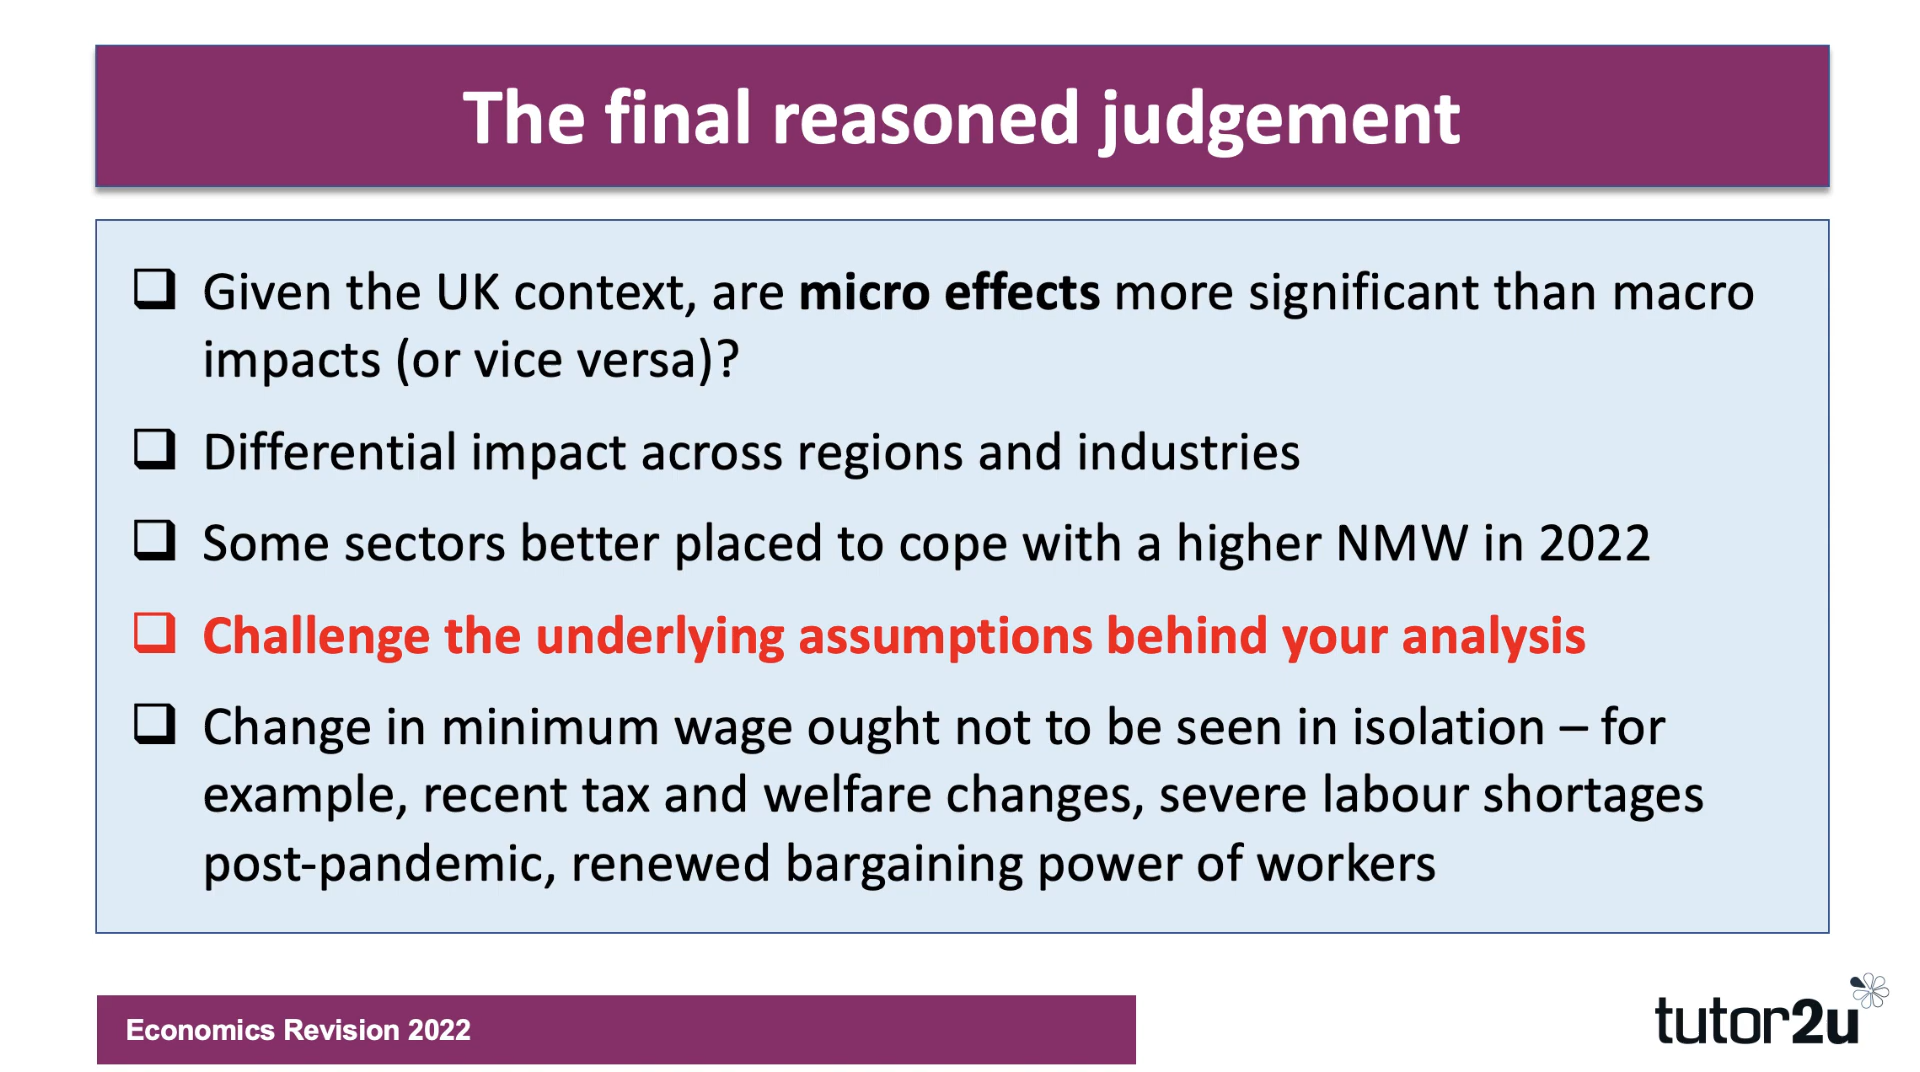 The final reasoned judgement
❑ Given the UK context, are micro effects more significant than macro
impacts (or vice versa)?
❑ Differential impact across regions and industries
❑ Some sectors better placed to cope with a higher NMW in 2022
❑ Challenge the underlying assumptions behind your analysis
❑ Change in minimum wage ought not to be seen in isolation – for
example, recent tax and welfare changes, severe labour shortages
post-pandemic, renewed bargaining power of workers
Economics Revision 2022
tutor2u